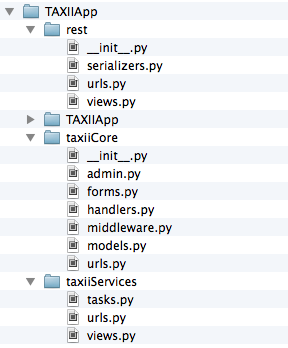 TAXIIApp
rest
__init__.py
serializers.py
urls.py
views.py
TAXIIApp
taxiiCore
__init__.py
admin.py
forms.py
handlers.py
middleware.py
models.py
urls.py
taxiiServices
tasks.py
urls.py
views.py